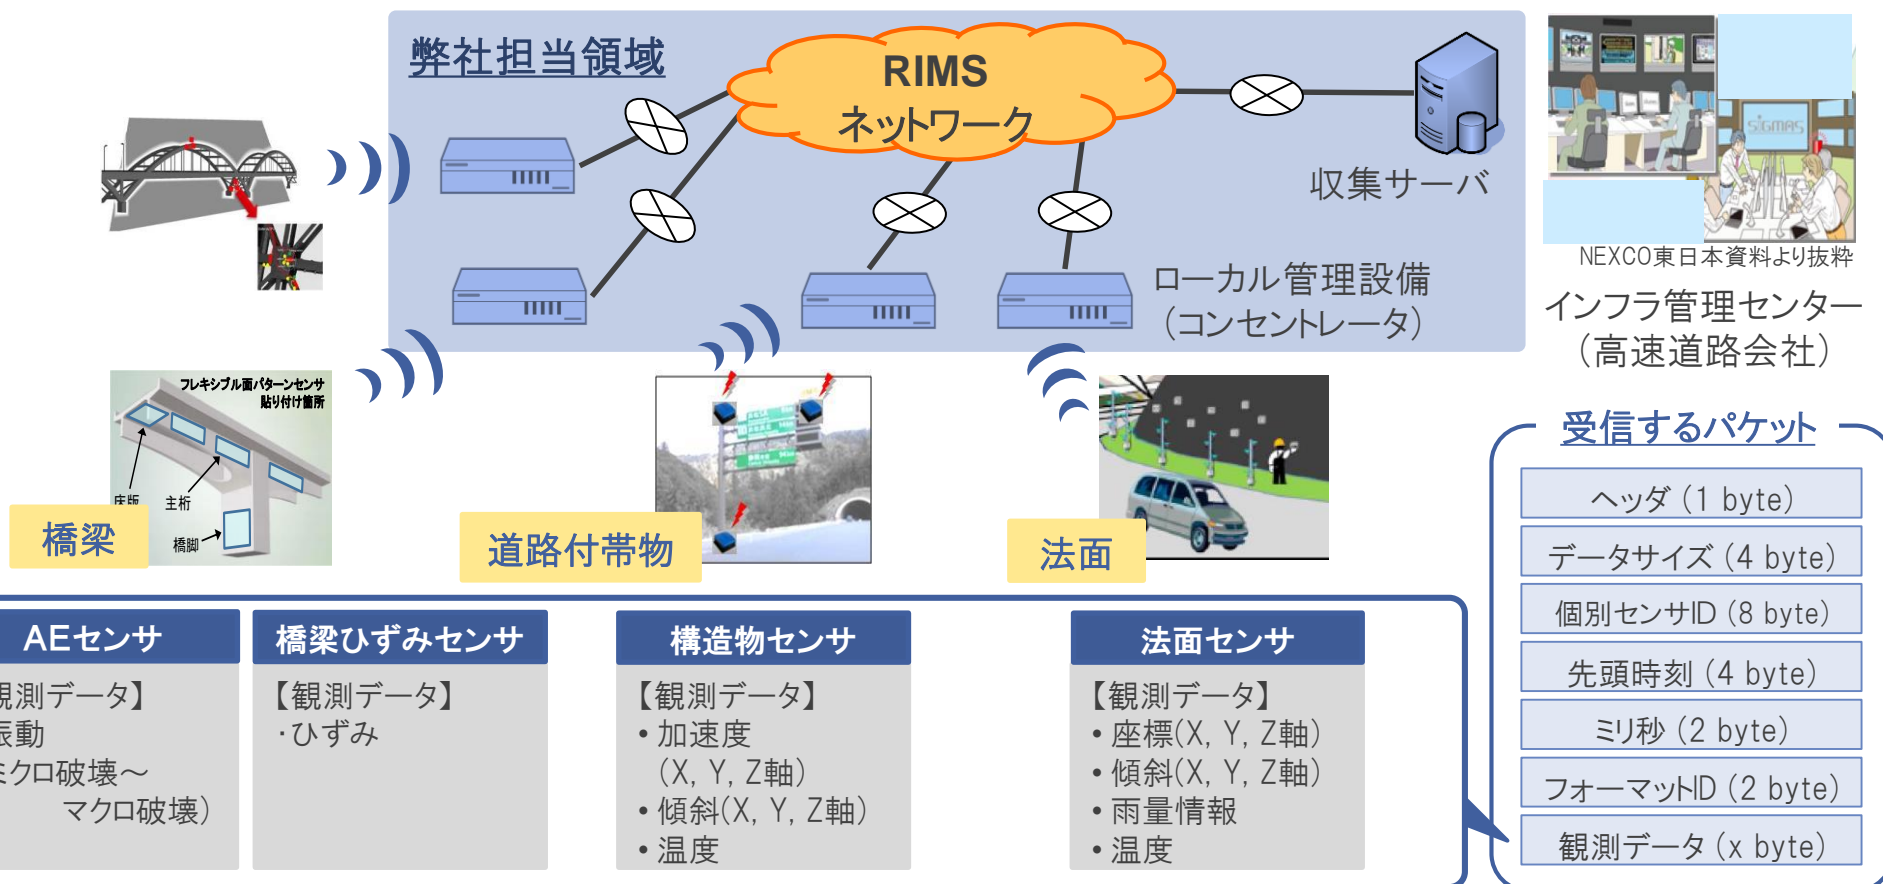 弊社担当領域
RIMS
ネットワーク
収集サーバ
ローカル管理設備
（コンセントレータ）
SiGMAS
NEXCO東日本資料より抜粋
インフラ管理センター
（高速道路会社）
フレキシブル面パターンセンサ
貼り付け箇所
床版
主桁
橋脚
橋梁
道路付帯物
法面
受信するパケット
ヘッダ (1 byte)
データサイズ (4 byte)
個別センサID (8 byte)
先頭時刻 (4 byte)
ミリ秒 (2 byte)
フォーマットID (2 byte)
観測データ (x byte)
AEセンサ
観測データ】
振動
ミクロ破壊～
マクロ破壊）
橋梁ひずみセンサ
【観測データ】
・ひずみ
構造物センサ
【観測データ】
• 加速度
（X, Y, Z軸）
• 傾斜(X, Y, Z軸)
• 温度
法面センサ
【観測データ】
• 座標(X, Y, Z軸)
• 傾斜(X, Y, Z軸)
• 雨量情報
• 温度